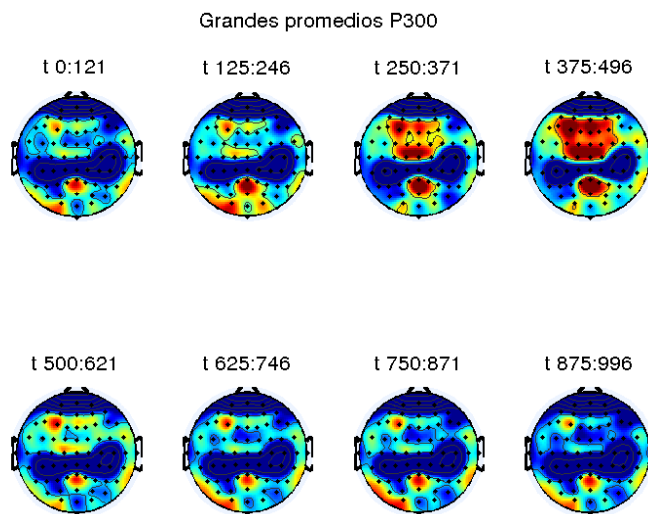 Grandes promedios P300
t 0:121 t 125:246 t 250:371 t 375:496
t 500:621 t 625:746 t 750:871 t 875:996